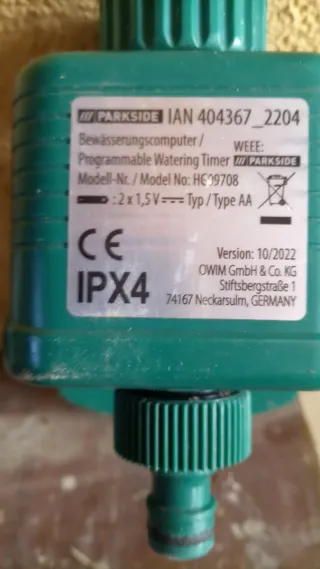 /// PARKSIDE IAN 404367_2204
Bewässerungscomputer / WEEE:
Programmable Watering Timer /// PARKSIDE
Modell-Nr. / Model No: HG09708
: 2 x 1,5 V Typ / Type AA
CE
IPX4
Version: 10/2022
OWIM GmbH & Co. KG
Stiftsbergstraße 1
74167 Neckarsulm, GERMANY